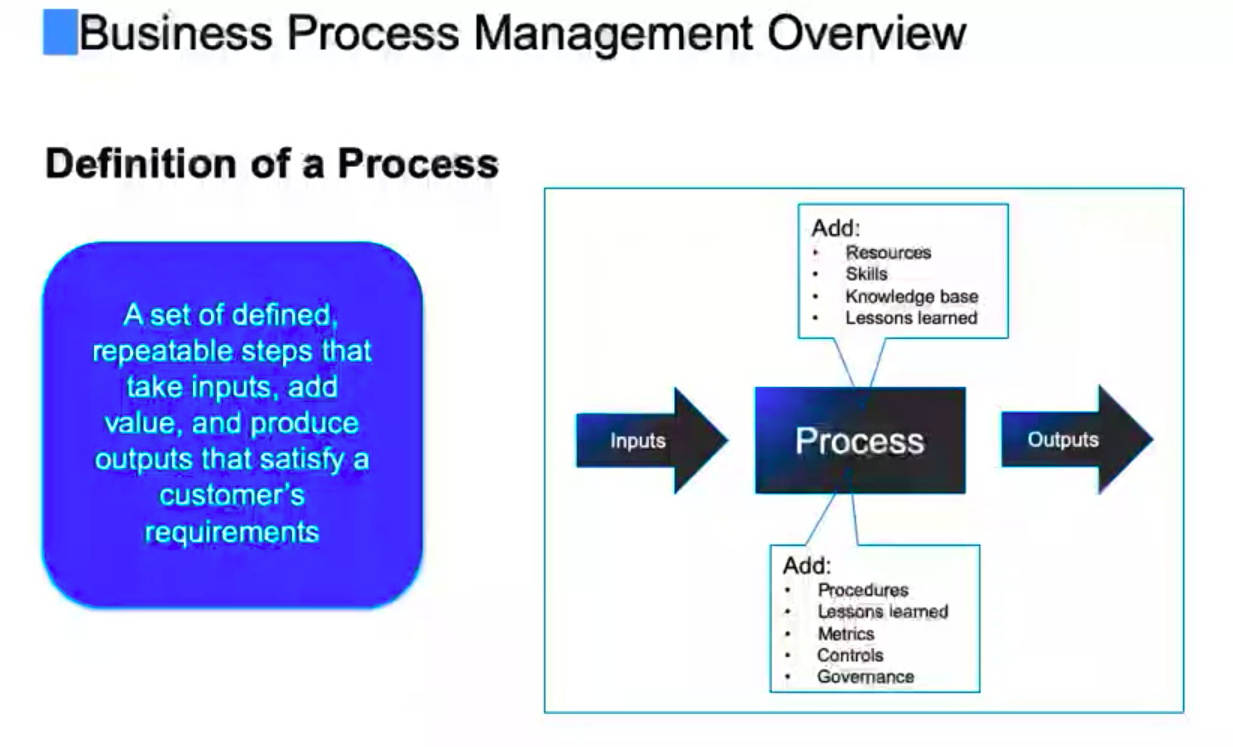 Business Process Management Overview
Definition of a Process
A set of defined,
repeatable steps that
take inputs, add
value, and produce
outputs that satisfy a
customer's
requirements
Add:
• Resources
• Skills
• Knowledge base
• Lessons learned
Inputs
Process
Outputs
Add:
• Procedures
• Lessons learned
• Metrics
• Controls
• Governance